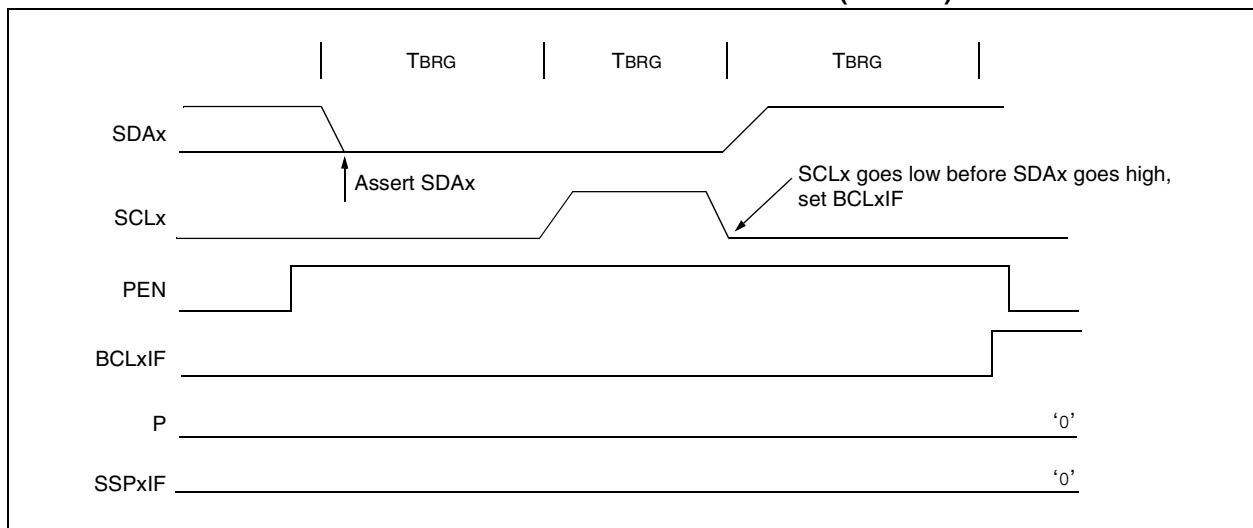 TBRG TBRG TBRG
SDAx
Assert SDAx
SCLx goes low before SDAx goes high,
set BCLxIF
SCLx
PEN
BCLxIF
P
‘0’
SSPxIF
‘0’